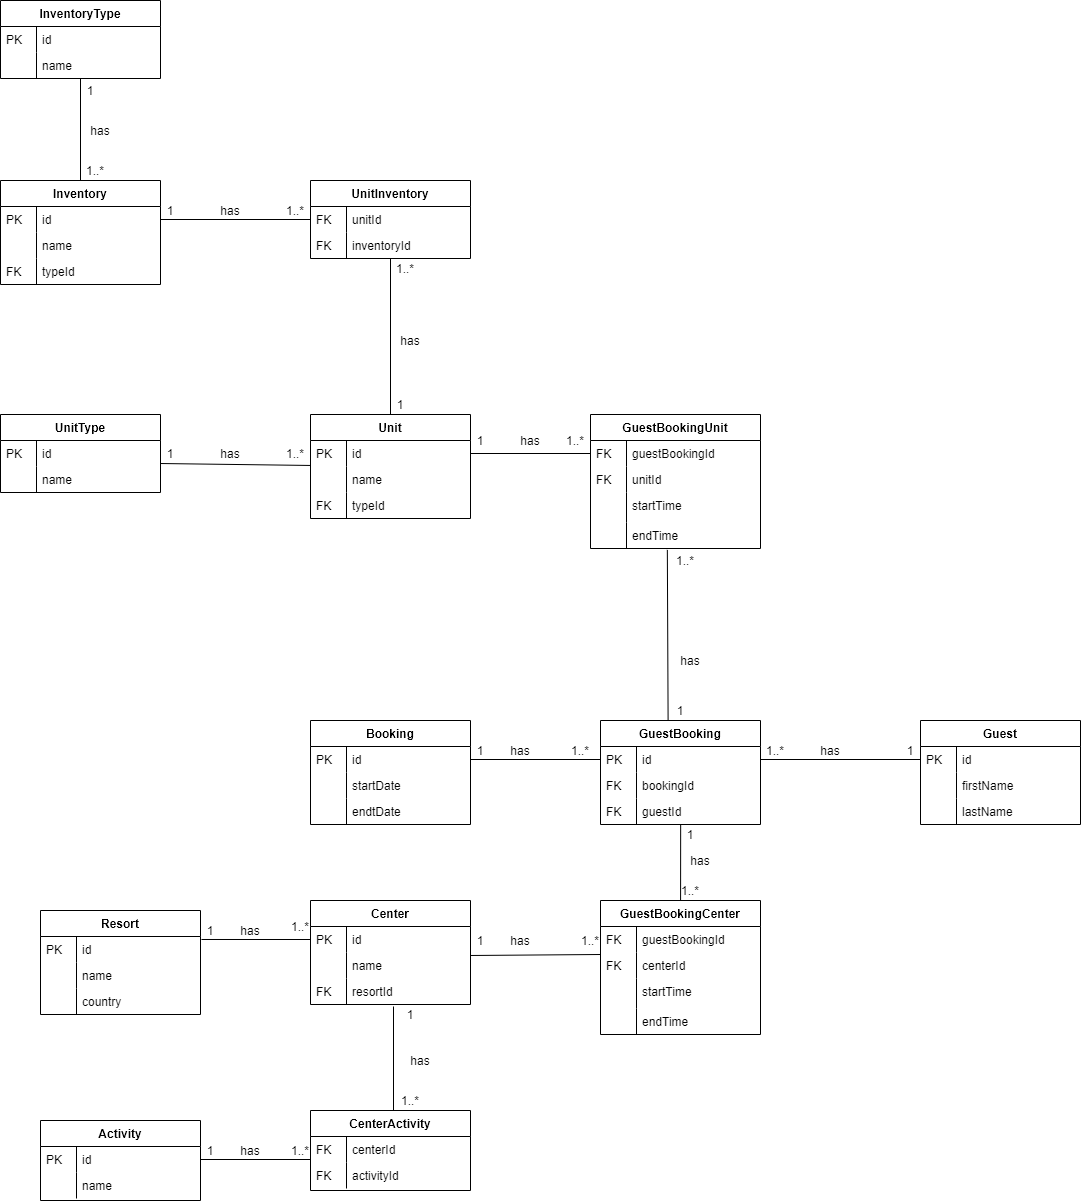 InventoryType
PK id
name
1
has
1..*
Inventory
PK id
name
FK typeId
1 has 1..*
UnitInventory
FK unitId
FK inventoryId
1..*
has
1
UnitType
PK id
name
1 has 1..*
Unit
PK id
name
FK typeId
1 has 1..*
GuestBookingUnit
FK guestBookingId
FK unitId
startTime
endTime
1..*
has
1
Booking
PK id
startDate
endtDate
1 has 1..*
GuestBooking
PK id
FK bookingId
FK guestId
1..* has 1
Guest
PK id
firstName
lastName
1
has
1..*
Resort
PK id
name
country
1 has 1..*
Center
PK id
name
FK resortId
1 has 1..*
GuestBookingCenter
FK guestBookingId
FK centerId
startTime
endTime
1
has
1..*
Activity
PK id
name
1 has 1..*
CenterActivity
FK centerId
FK activityId